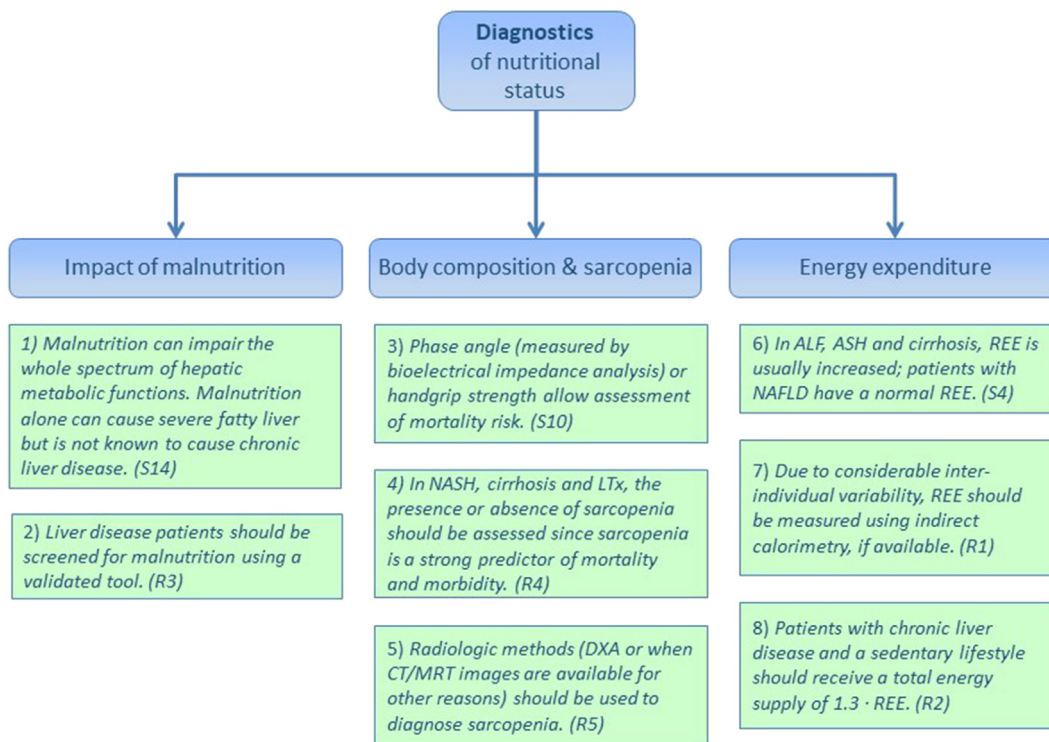 Diagnostics
of nutritional
status
Impact of malnutrition
1) Malnutrition can impair the
whole spectrum of hepatic
metabolic functions. Malnutrition
alone can cause severe fatty liver
but is not known to cause chronic
liver disease. (S14)
2) Liver disease patients should be
screened for malnutrition using a
validated tool. (R3)
Body composition & sarcopenia
3) Phase angle (measured by
bioelectrical impedance analysis) or
handgrip strength allow assessment
of mortality risk. (S10)
4) In NASH, cirrhosis and LTx, the
presence or absence of sarcopenia
should be assessed since sarcopenia
is a strong predictor of mortality
and morbidity. (R4)
5) Radiologic methods (DXA or when
CT/MRT images are available for
other reasons) should be used to
diagnose sarcopenia. (R5)
Energy expenditure
6) In ALF, ASH and cirrhosis, REE is
usually increased; patients with
NAFLD have a normal REE. (S4)
7) Due to considerable inter-
individual variability, REE should
be measured using indirect
calorimetry, if available. (R1)
8) Patients with chronic liver
disease and a sedentary lifestyle
should receive a total energy
supply of 1.3 · REE. (R2)